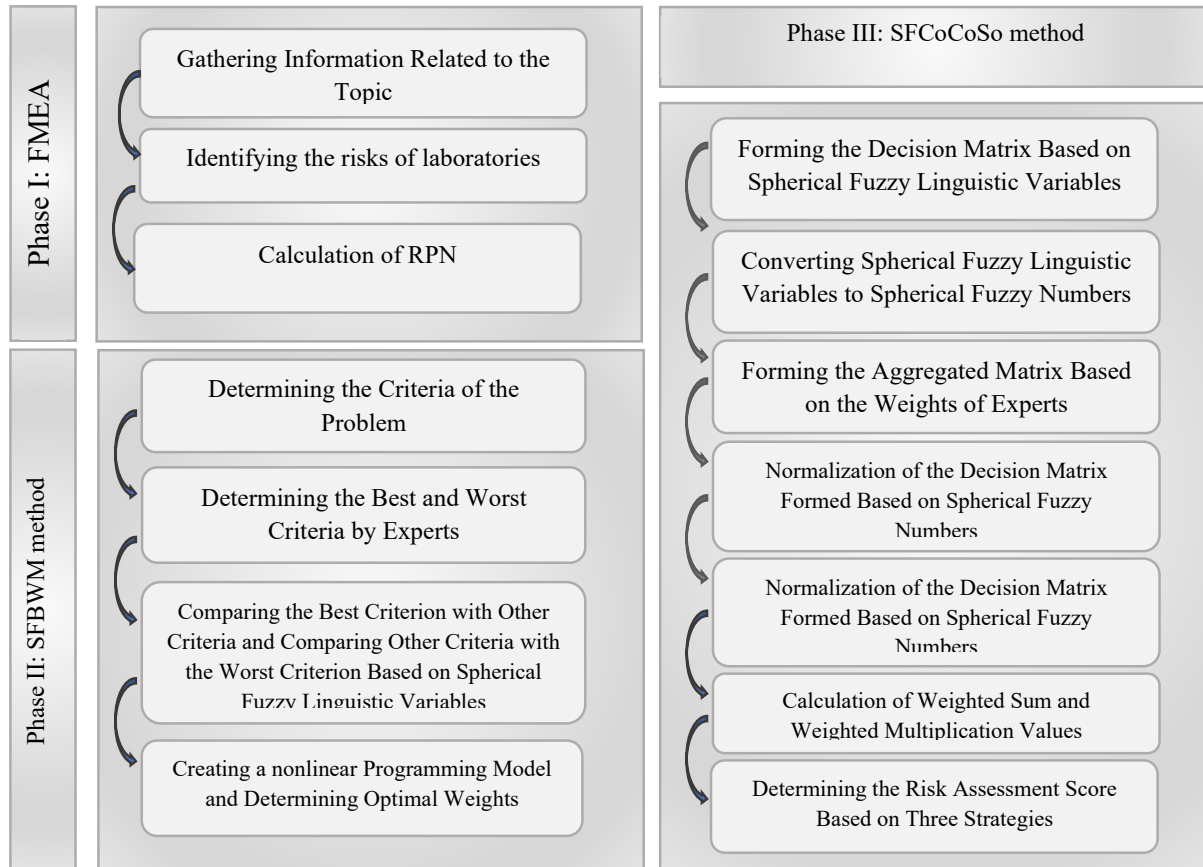 Phase I: FMEA
Gathering Information Related to the
Topic
Identifying the risks of laboratories
Calculation of RPN
Phase II: SFBWM method
Determining the Criteria of the
Problem
Determining the Best and Worst
Criteria by Experts
Comparing the Best Criterion with Other
Criteria and Comparing Other Criteria with
the Worst Criterion Based on Spherical
Fuzzy Linguistic Variables
Creating a nonlinear Programming Model
and Determining Optimal Weights
Phase III: SFCoCoSo method
Forming the Decision Matrix Based on
Spherical Fuzzy Linguistic Variables
Converting Spherical Fuzzy Linguistic
Variables to Spherical Fuzzy Numbers
Forming the Aggregated Matrix Based
on the Weights of Experts
Normalization of the Decision Matrix
Formed Based on Spherical Fuzzy
Numbers
Normalization of the Decision Matrix
Formed Based on Spherical Fuzzy
Numbers
Calculation of Weighted Sum and
Weighted Multiplication Values
Determining the Risk Assessment Score
Based on Three Strategies